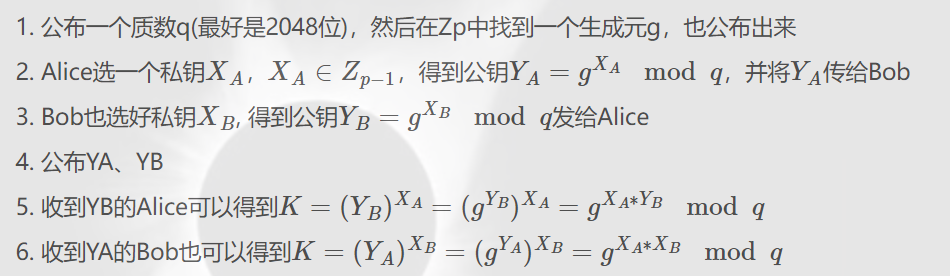 1. 公布一个质数q(最好是2048位)，然后在Zp中找到一个生成元g，也公布出来
2. Alice选一个私钥$X_A$，$X_A \in Z_{p-1}$，得到公钥$Y_A = g^{X_A} \mod q$，并将$Y_A$传给Bob
3. Bob也选好私钥$X_B$, 得到公钥$Y_B = g^{X_B} \mod q$发给Alice
4. 公布YA、YB
5. 收到YB的Alice可以得到$K = (Y_B)^{X_A} = (g^{Y_B})^{X_A} = g^{X_A * Y_B} \mod q$
6. 收到YA的Bob也可以得到$K = (Y_A)^{X_B} = (g^{Y_A})^{X_B} = g^{X_A * X_B} \mod q$